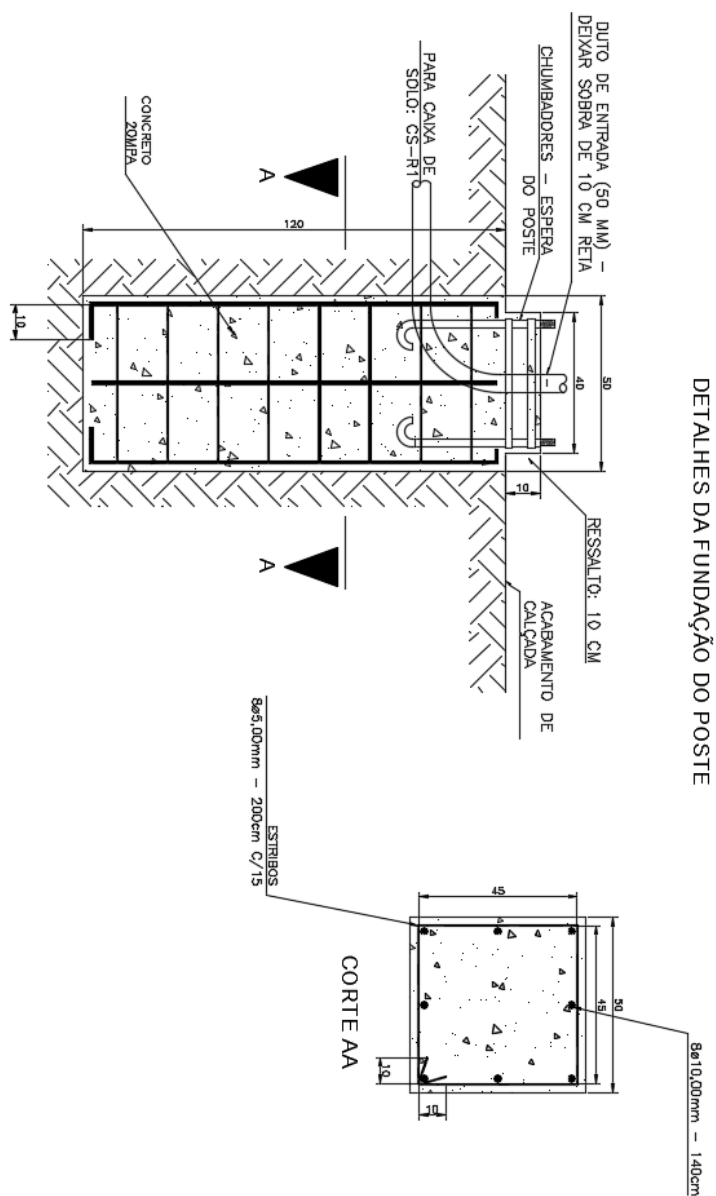 DETALHES DA FUNDAÇÃO DO POSTE
DUTO DE ENTRADA (50 MM) –
DEIXAR SOBRA DE 10 CM RETA
CHUMBADORES – ESPERA
DO POSTE
PARA CAIXA DE
SOLO: CS–R1
CONCRETO
20MPA
A
A
120
10
50
40
10
RESSALTO: 10 CM
ACABAMENTO DE
CALÇADA
ESTRIBOS
8ø5,00mm – 200cm C/15
8ø10,00mm – 140cm
45
45
50
10
10
CORTE AA